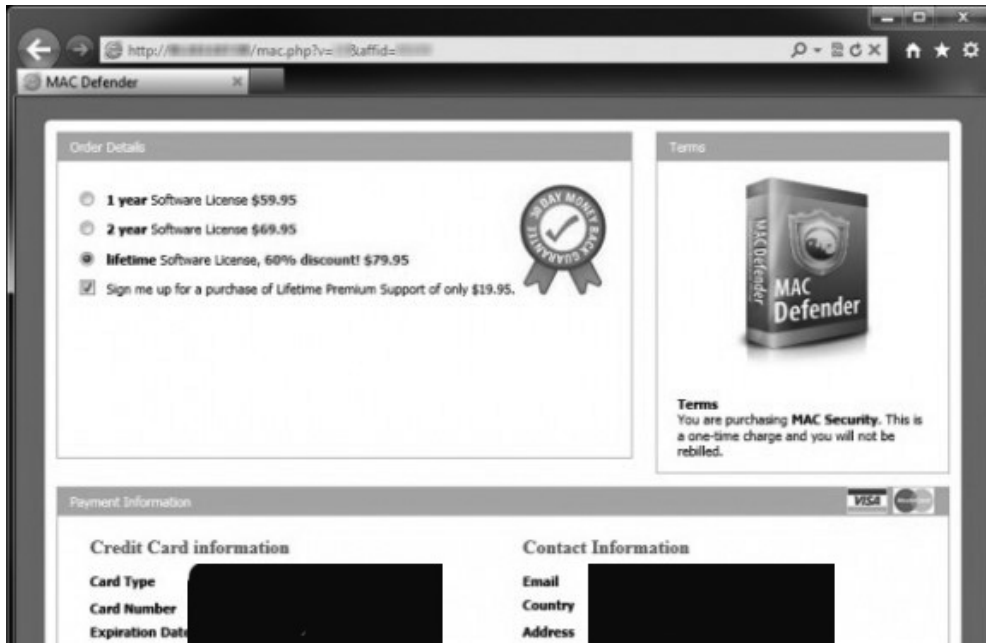 http:// /mac.php?v= &affid=
MAC Defender
Order Details
1 year Software License $59.95
2 year Software License $69.95
lifetime Software License, 60% discount! $79.95
Sign me up for a purchase of Lifetime Premium Support of only $19.95.
30 DAY MONEY BACK GUARANTEE
Terms
MAC Defender
MAC
Defender
Terms
You are purchasing MAC Security. This is
a one-time charge and you will not be
rebilled.
Payment Information
VISA
Credit Card information
Card Type
Card Number
Expiration Date
Contact Information
Email
Country
Address